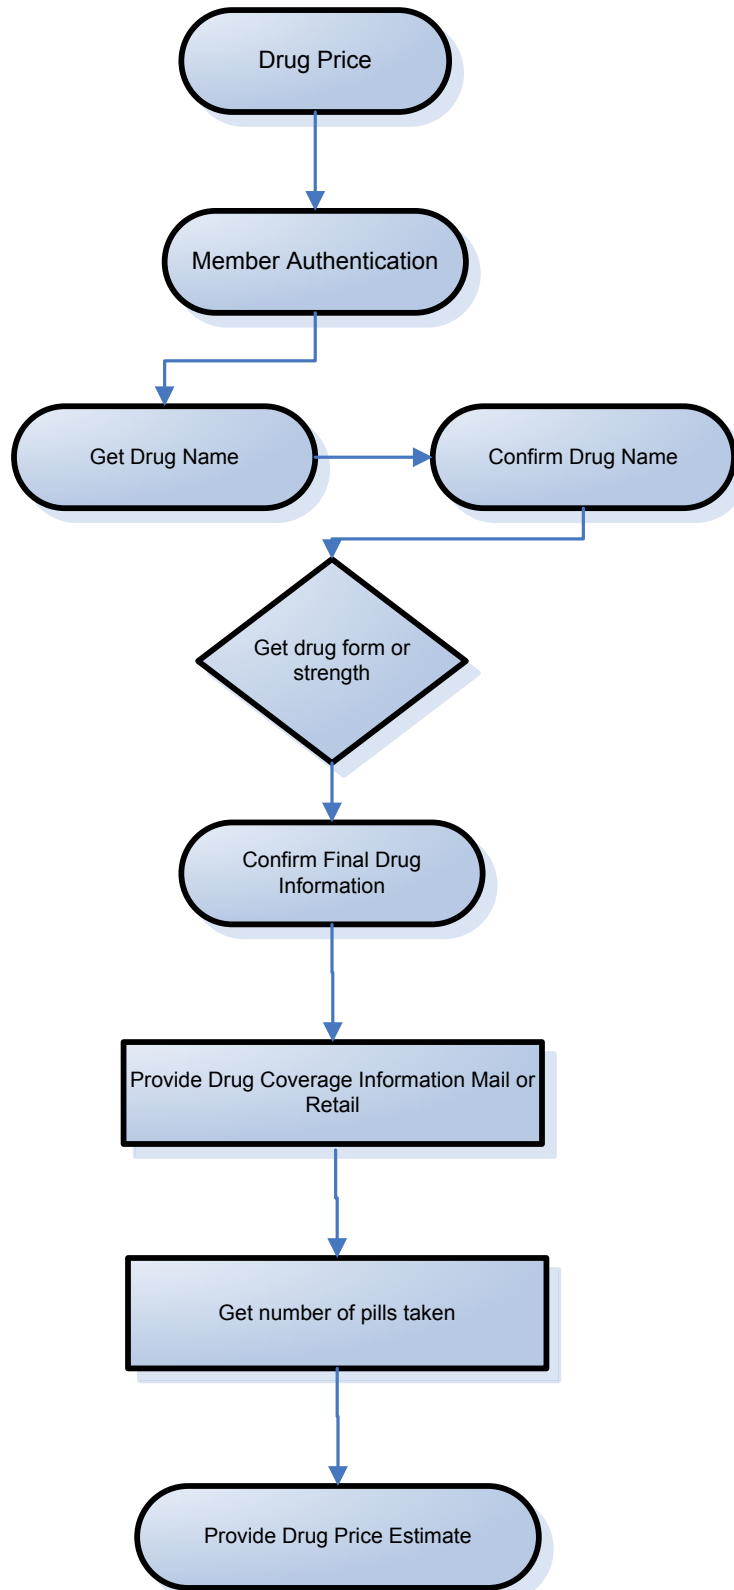 Drug Price
Member Authentication
Get Drug Name
Confirm Drug Name
Get drug form or
strength
Confirm Final Drug
Information
Provide Drug Coverage Information Mail or
Retail
Get number of pills taken
Provide Drug Price Estimate